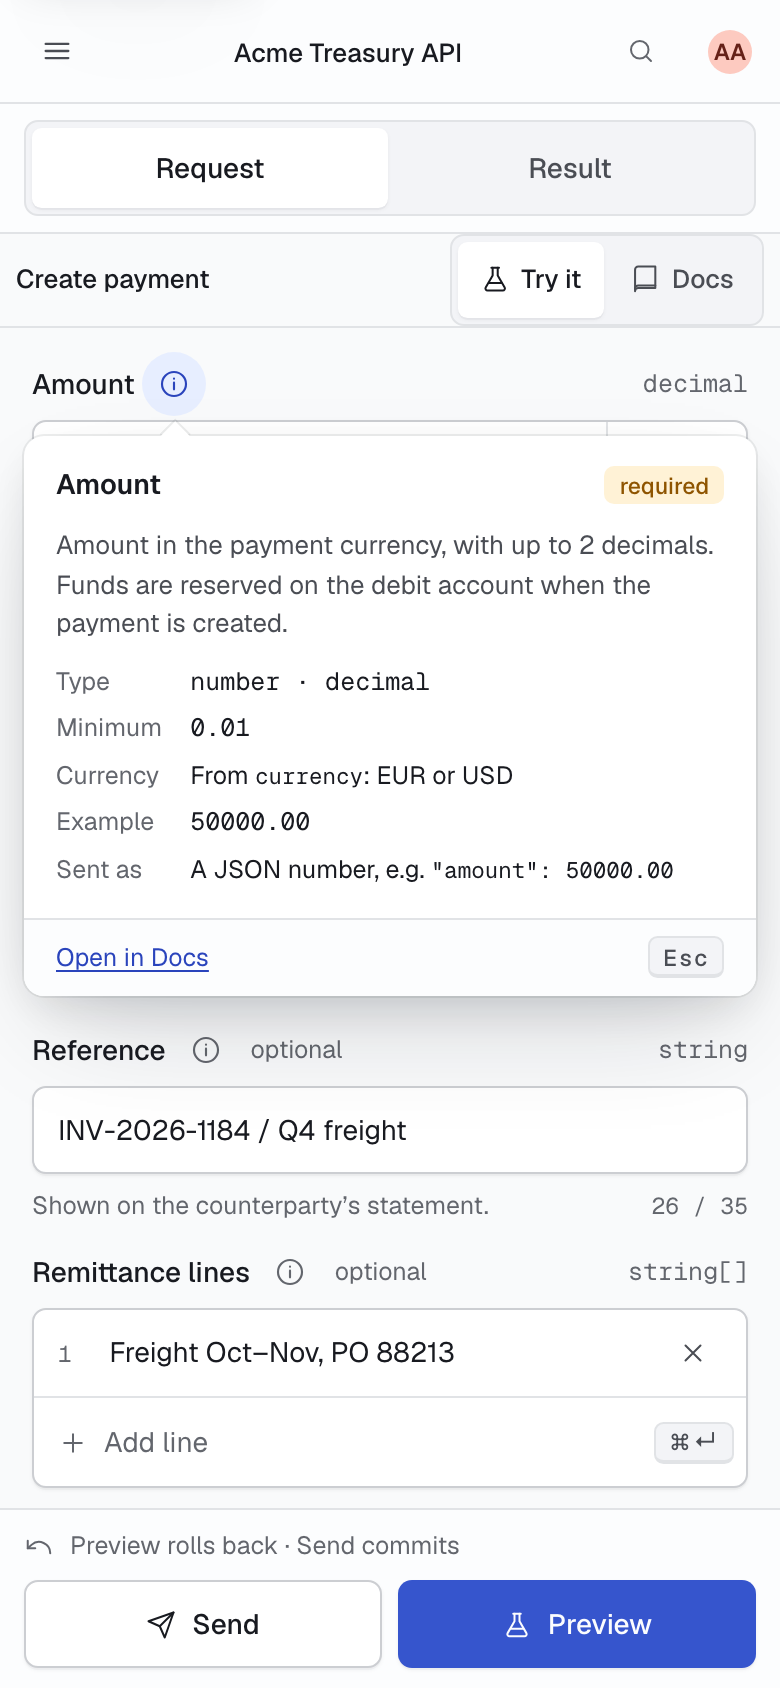 Acme Treasury API
AA
Request
Result
Create payment
Try it
Docs
Amount
decimal
Amount
required
Amount in the payment currency, with up to 2 decimals.
Funds are reserved on the debit account when the
payment is created.
Type number · decimal
Minimum 0.01
Currency From currency: EUR or USD
Example 50000.00
Sent as A JSON number, e.g. "amount": 50000.00
Open in Docs
Esc
Reference optional string
INV-2026-1184 / Q4 freight
Shown on the counterparty’s statement. 26 / 35
Remittance lines optional string[]
1 Freight Oct–Nov, PO 88213
Add line ⌘↵
Preview rolls back · Send commits
Send
Preview